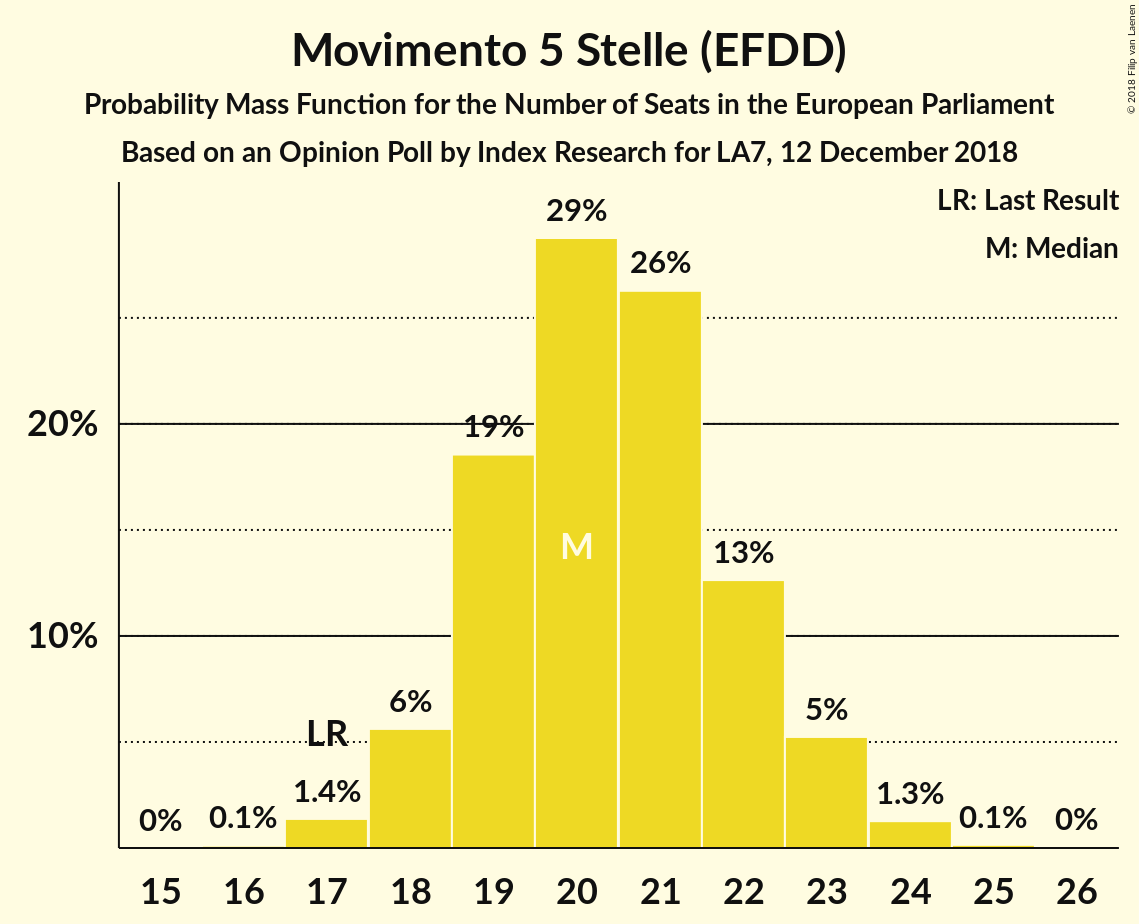 Movimento 5 Stelle (EFDD)
Probability Mass Function for the Number of Seats in the European Parliament
Based on an Opinion Poll by Index Research for LA7, 12 December 2018
© 2018 Filip van Laenen
LR: Last Result
M: Median
29%
26%
20%
19%
M
13%
10%
6%
LR
5%
1.4%
1.3%
0%
0.1%
0.1%
0%
15 16 17 18 19 20 21 22 23 24 25 26